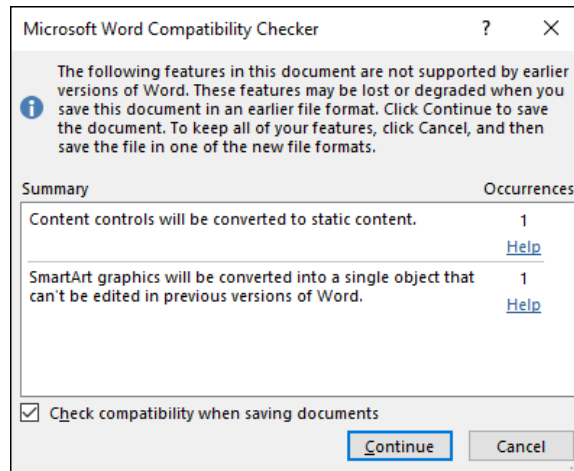 Microsoft Word Compatibility Checker ? ×
The following features in this document are not supported by earlier
versions of Word. These features may be lost or degraded when you
save this document in an earlier file format. Click Continue to save
the document. To keep all of your features, click Cancel, and then
save the file in one of the new file formats.
Summary Occurrences
Content controls will be converted to static content. 1
Help
SmartArt graphics will be converted into a single object that 1
can't be edited in previous versions of Word.
Help
Check compatibility when saving documents
Continue Cancel